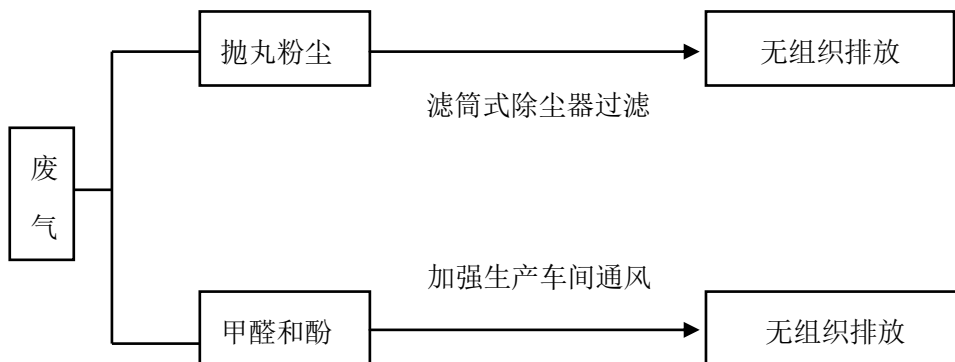 抛丸粉尘
无组织排放
滤筒式除尘器过滤
废
气
加强生产车间通风
甲醛和酚
无组织排放